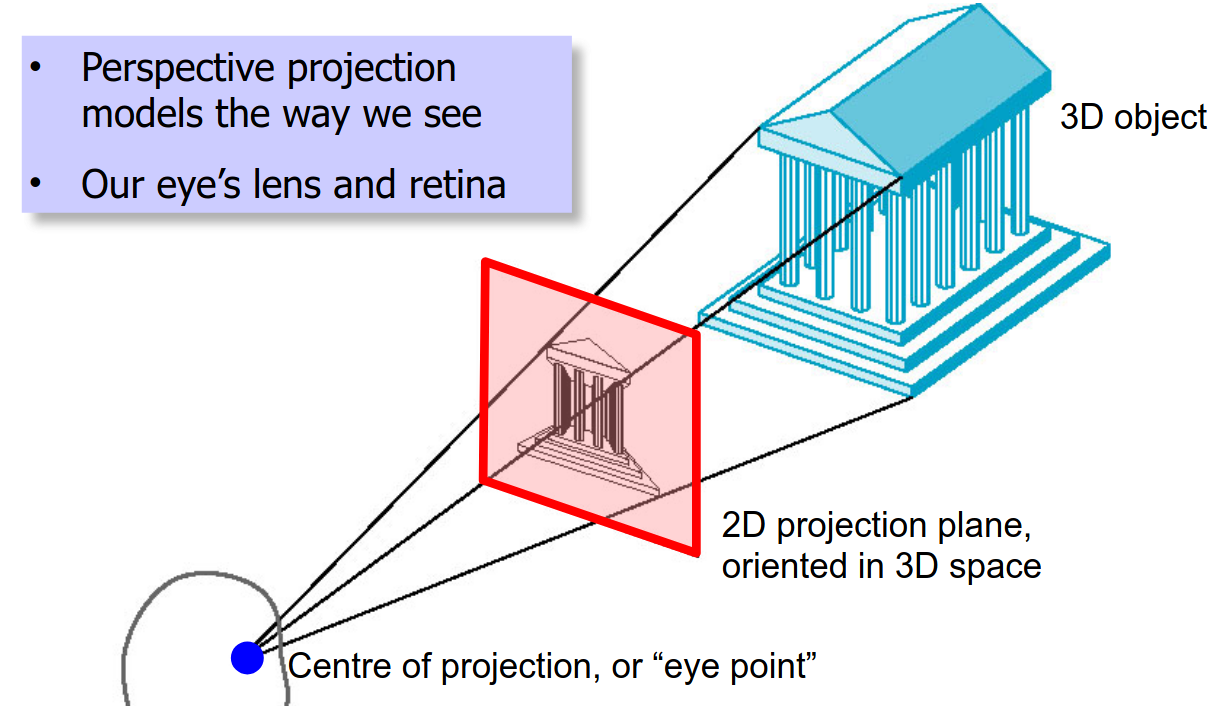 • Perspective projection
models the way we see
• Our eye’s lens and retina
3D object
2D projection plane,
oriented in 3D space
Centre of projection, or “eye point”